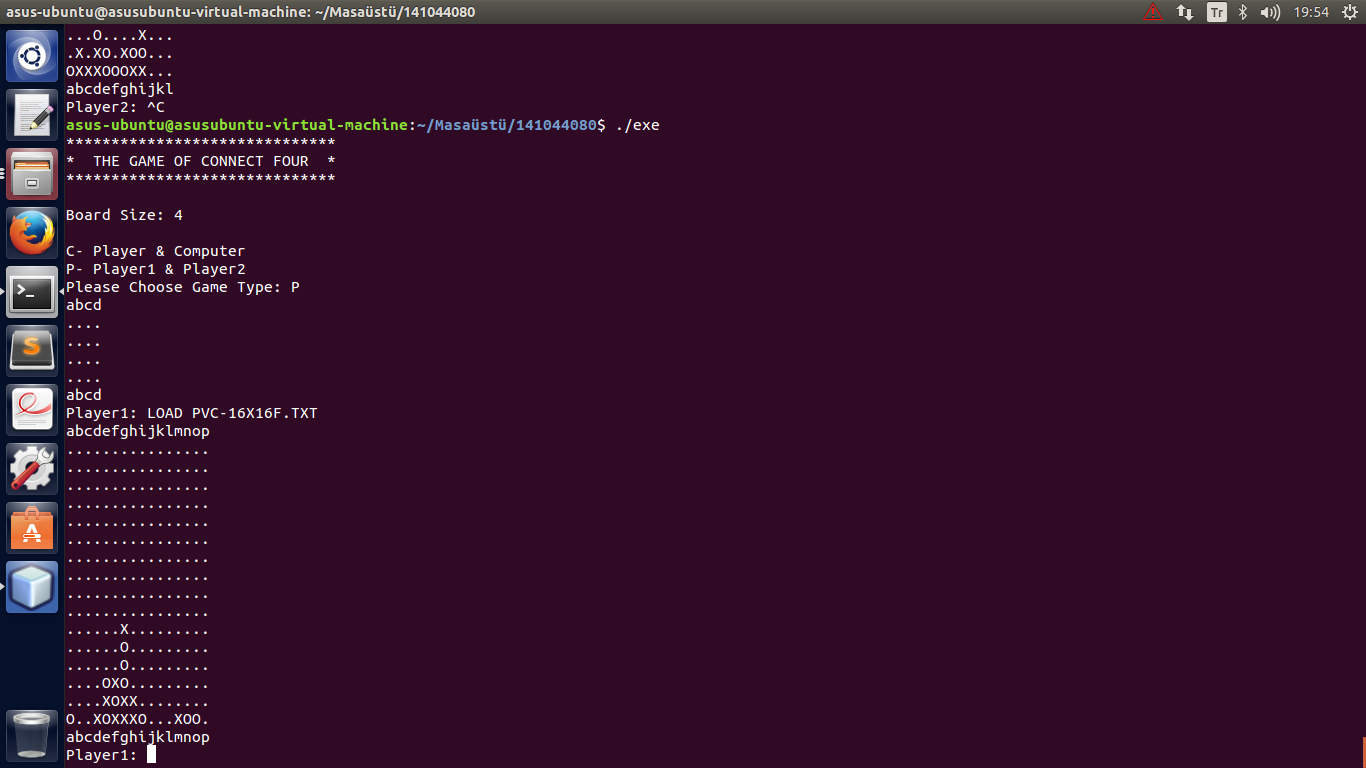 asus-ubuntu@asusubuntu-virtual-machine: ~/Masaüstü/141044080
Tr
19:54
...O....X...
.X.XO.XOO...
OXXXOOOXX...
abcdefghijkl
Player2: ^C
asus-ubuntu@asusubuntu-virtual-machine:~/Masaüstü/141044080$ ./exe
******************************
*  THE GAME OF CONNECT FOUR  *
******************************
Board Size: 4
C- Player & Computer
P- Player1 & Player2
Please Choose Game Type: P
abcd
....
....
....
....
abcd
Player1: LOAD PVC-16X16F.TXT
abcdefghijklmnop
................
................
................
................
................
................
................
................
................
................
......X.........
......O.........
......O.........
....OXO.........
....XOXX........
O..XOXXXO...XOO.
abcdefghijklmnop
Player1: